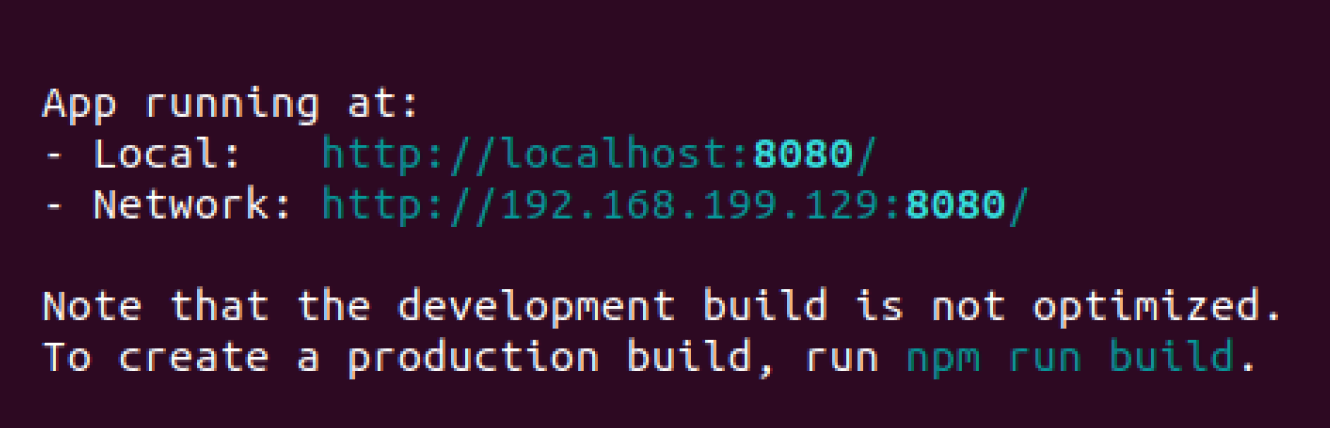 App running at:
- Local:   http://localhost:8080/
- Network: http://192.168.199.129:8080/
Note that the development build is not optimized.
To create a production build, run npm run build.